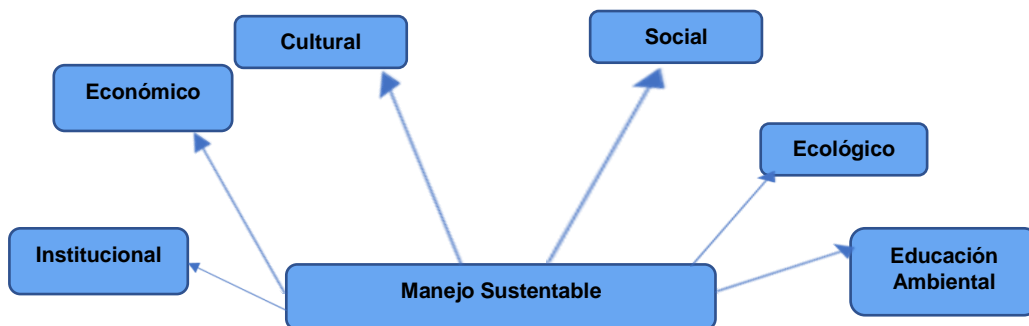 Cultural
Social
Económico
Ecológico
Institucional
Educación
Ambiental
Manejo Sustentable